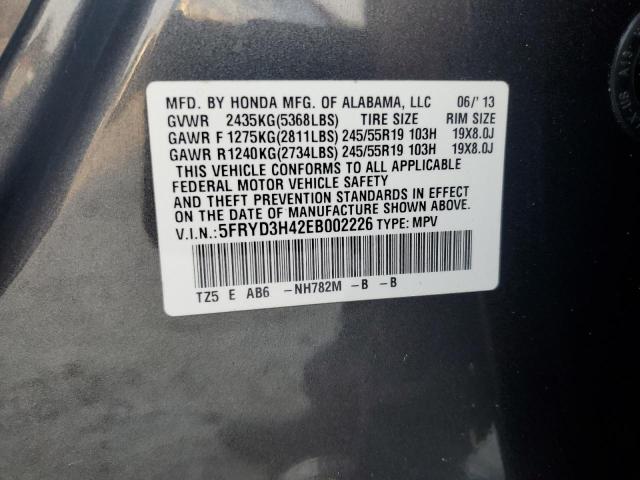 MFD. BY HONDA MFG. OF ALABAMA, LLC 06/'13
GVWR 2435KG(5368LBS) TIRE SIZE RIM SIZE
GAWR F 1275KG(2811LBS) 245/55R19 103H 19X8.0J
GAWR R1240KG(2734LBS) 245/55R19 103H 19X8.0J
THIS VEHICLE CONFORMS TO ALL APPLICABLE
FEDERAL MOTOR VEHICLE SAFETY
AND THEFT PREVENTION STANDARDS IN EFFECT
ON THE DATE OF MANUFACTURE SHOWN ABOVE.
V.I.N.:5FRYD3H42EB002226 TYPE: MPV
TZ5 E AB6 -NH782M -B -B